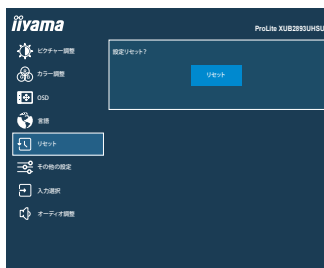 iiyama
ProLite XUB2893UHSU
ピクチャー調整
設定リセット?
カラー調整
リセット
OSD
言語
リセット
その他の設定
入力選択
オーディオ調整